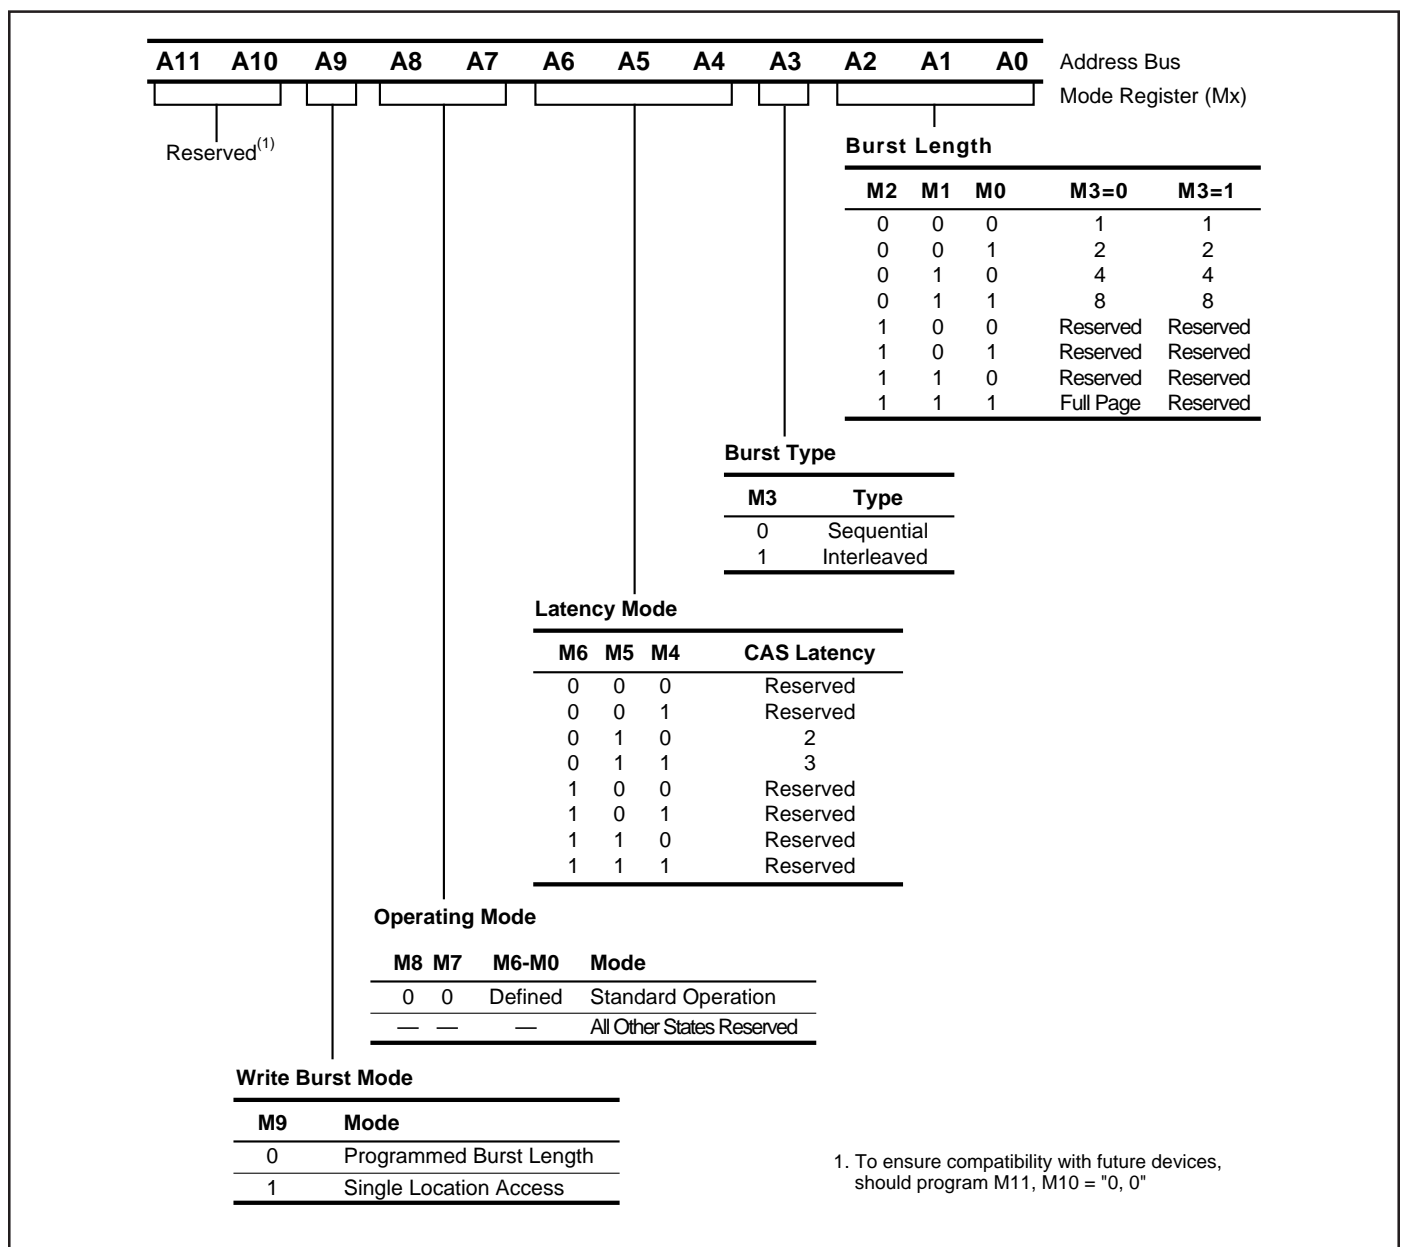 A11 A10 A9 A8 A7 A6 A5 A4 A3 A2 A1 A0 Address Bus
Mode Register (Mx)
Reserved(1)
Burst Length
M2 M1 M0 M3=0 M3=1
0 0 0 1 1
0 0 1 2 2
0 1 0 4 4
0 1 1 8 8
1 0 0 Reserved Reserved
1 0 1 Reserved Reserved
1 1 0 Reserved Reserved
1 1 1 Full Page Reserved
Burst Type
M3 Type
0 Sequential
1 Interleaved
Latency Mode
M6 M5 M4 CAS Latency
0 0 0 Reserved
0 0 1 Reserved
0 1 0 2
0 1 1 3
1 0 0 Reserved
1 0 1 Reserved
1 1 0 Reserved
1 1 1 Reserved
Operating Mode
M8 M7 M6-M0 Mode
0 0 Defined Standard Operation
— — — All Other States Reserved
Write Burst Mode
M9 Mode
0 Programmed Burst Length
1 Single Location Access
1. To ensure compatibility with future devices,
should program M11, M10 = "0, 0"